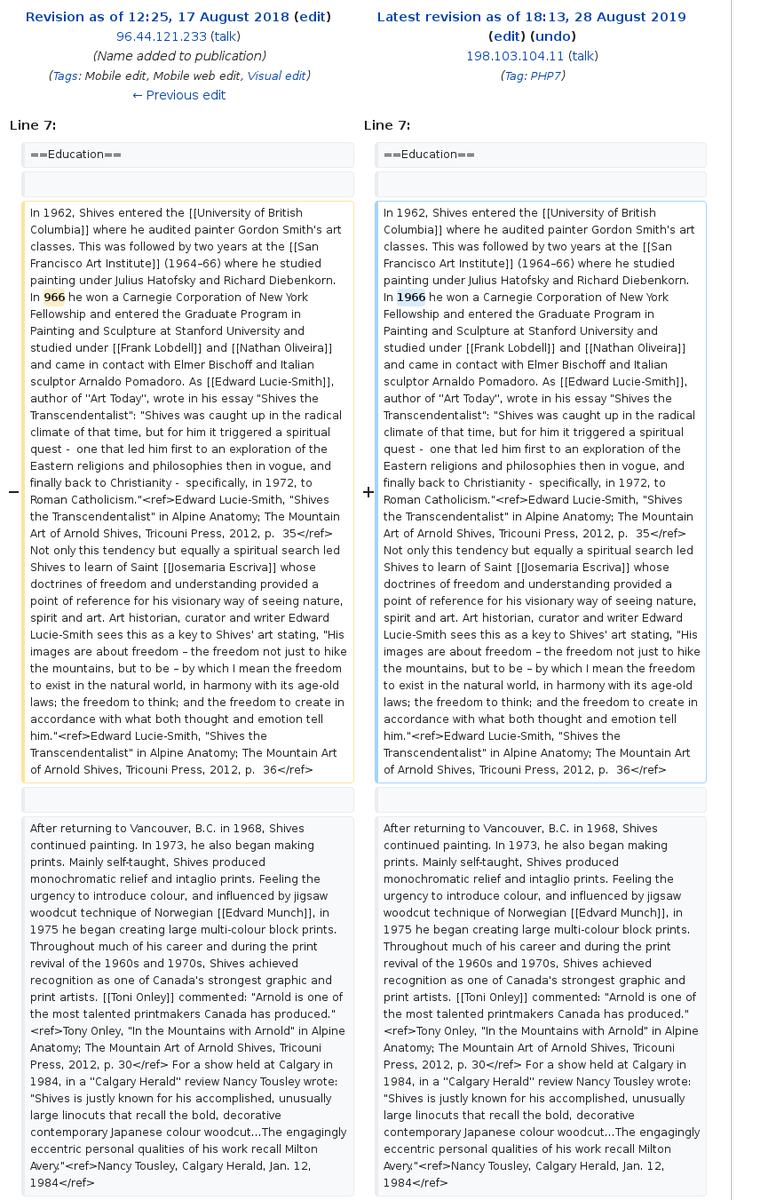 Revision as of 12:25, 17 August 2018 (edit)
96.44.121.233 (talk)
(Name added to publication)
(Tags: Mobile edit, Mobile web edit, Visual edit)
← Previous edit
Line 7:
==Education==
In 1962, Shives entered the [[University of British
Columbia]] where he audited painter Gordon Smith's art
classes. This was followed by two years at the [[San
Francisco Art Institute]] (1964–66) where he studied
painting under Julius Hatofsky and Richard Diebenkorn.
In 966 he won a Carnegie Corporation of New York
Fellowship and entered the Graduate Program in
Painting and Sculpture at Stanford University and
studied under [[Frank Lobdell]] and [[Nathan Oliveira]]
and came in contact with Elmer Bischoff and Italian
sculptor Arnaldo Pomadoro. As [[Edward Lucie-Smith]],
author of ''Art Today'', wrote in his essay "Shives the
Transcendentalist": "Shives was caught up in the radical
climate of that time, but for him it triggered a spiritual
quest -  one that led him first to an exploration of the
Eastern religions and philosophies then in vogue, and
finally back to Christianity -  specifically, in 1972, to
− Roman Catholicism."<ref>Edward Lucie-Smith, "Shives
the Transcendentalist" in Alpine Anatomy; The Mountain
Art of Arnold Shives, Tricouni Press, 2012, p.  35</ref>
Not only this tendency but equally a spiritual search led
Shives to learn of Saint [[Josemaria Escriva]] whose
doctrines of freedom and understanding provided a
point of reference for his visionary way of seeing nature,
spirit and art. Art historian, curator and writer Edward
Lucie-Smith sees this as a key to Shives' art stating, "His
images are about freedom – the freedom not just to hike
the mountains, but to be – by which I mean the freedom
to exist in the natural world, in harmony with its age-old
laws; the freedom to think; and the freedom to create in
accordance with what both thought and emotion tell
him."<ref>Edward Lucie-Smith, "Shives the
Transcendentalist" in Alpine Anatomy; The Mountain Art
of Arnold Shives, Tricouni Press, 2012, p.  36</ref>
After returning to Vancouver, B.C. in 1968, Shives
continued painting. In 1973, he also began making
prints. Mainly self-taught, Shives produced
monochromatic relief and intaglio prints. Feeling the
urgency to introduce colour, and influenced by jigsaw
woodcut technique of Norwegian [[Edvard Munch]], in
1975 he began creating large multi-colour block prints.
Throughout much of his career and during the print
revival of the 1960s and 1970s, Shives achieved
recognition as one of Canada's strongest graphic and
print artists. [[Toni Onley]] commented: "Arnold is one of
the most talented printmakers Canada has produced."
<ref>Tony Onley, "In the Mountains with Arnold" in Alpine
Anatomy; The Mountain Art of Arnold Shives, Tricouni
Press, 2012, p. 30</ref> For a show held at Calgary in
1984, in a ''Calgary Herald'' review Nancy Tousley wrote:
"Shives is justly known for his accomplished, unusually
large linocuts that recall the bold, decorative
contemporary Japanese colour woodcut...The engagingly
eccentric personal qualities of his work recall Milton
Avery."<ref>Nancy Tousley, Calgary Herald, Jan. 12,
1984</ref>
Latest revision as of 18:13, 28 August 2019
(edit) (undo)
198.103.104.11 (talk)
(Tag: PHP7)
Line 7:
==Education==
In 1962, Shives entered the [[University of British
Columbia]] where he audited painter Gordon Smith's art
classes. This was followed by two years at the [[San
Francisco Art Institute]] (1964–66) where he studied
painting under Julius Hatofsky and Richard Diebenkorn.
In 1966 he won a Carnegie Corporation of New York
Fellowship and entered the Graduate Program in
Painting and Sculpture at Stanford University and
studied under [[Frank Lobdell]] and [[Nathan Oliveira]]
and came in contact with Elmer Bischoff and Italian
sculptor Arnaldo Pomadoro. As [[Edward Lucie-Smith]],
author of ''Art Today'', wrote in his essay "Shives the
Transcendentalist": "Shives was caught up in the radical
climate of that time, but for him it triggered a spiritual
quest -  one that led him first to an exploration of the
Eastern religions and philosophies then in vogue, and
finally back to Christianity -  specifically, in 1972, to
+ Roman Catholicism."<ref>Edward Lucie-Smith, "Shives
the Transcendentalist" in Alpine Anatomy; The Mountain
Art of Arnold Shives, Tricouni Press, 2012, p.  35</ref>
Not only this tendency but equally a spiritual search led
Shives to learn of Saint [[Josemaria Escriva]] whose
doctrines of freedom and understanding provided a
point of reference for his visionary way of seeing nature,
spirit and art. Art historian, curator and writer Edward
Lucie-Smith sees this as a key to Shives' art stating, "His
images are about freedom – the freedom not just to hike
the mountains, but to be – by which I mean the freedom
to exist in the natural world, in harmony with its age-old
laws; the freedom to think; and the freedom to create in
accordance with what both thought and emotion tell
him."<ref>Edward Lucie-Smith, "Shives the
Transcendentalist" in Alpine Anatomy; The Mountain Art
of Arnold Shives, Tricouni Press, 2012, p.  36</ref>
After returning to Vancouver, B.C. in 1968, Shives
continued painting. In 1973, he also began making
prints. Mainly self-taught, Shives produced
monochromatic relief and intaglio prints. Feeling the
urgency to introduce colour, and influenced by jigsaw
woodcut technique of Norwegian [[Edvard Munch]], in
1975 he began creating large multi-colour block prints.
Throughout much of his career and during the print
revival of the 1960s and 1970s, Shives achieved
recognition as one of Canada's strongest graphic and
print artists. [[Toni Onley]] commented: "Arnold is one of
the most talented printmakers Canada has produced."
<ref>Tony Onley, "In the Mountains with Arnold" in Alpine
Anatomy; The Mountain Art of Arnold Shives, Tricouni
Press, 2012, p. 30</ref> For a show held at Calgary in
1984, in a ''Calgary Herald'' review Nancy Tousley wrote:
"Shives is justly known for his accomplished, unusually
large linocuts that recall the bold, decorative
contemporary Japanese colour woodcut...The engagingly
eccentric personal qualities of his work recall Milton
Avery."<ref>Nancy Tousley, Calgary Herald, Jan. 12,
1984</ref>